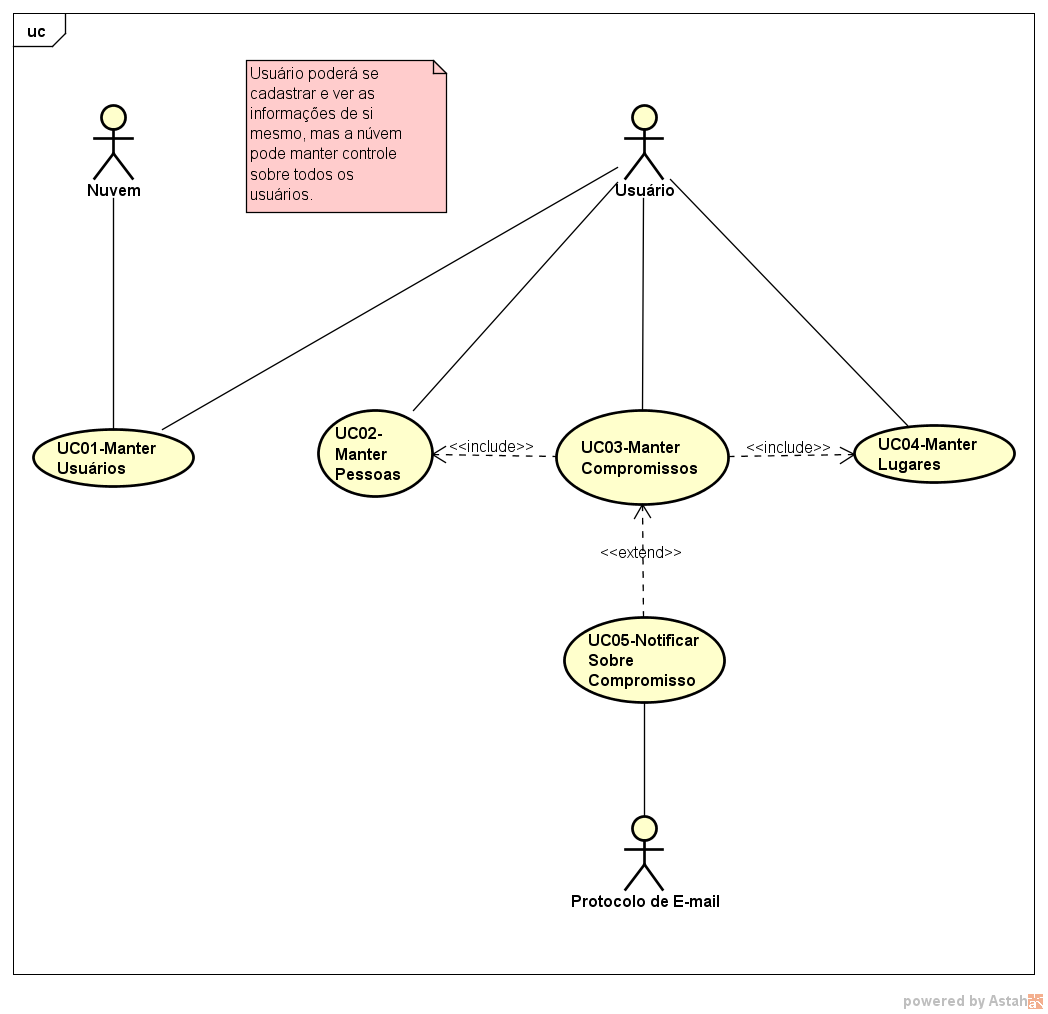 uc
Usuário poderá se
cadastrar e ver as
informações de si
mesmo, mas a núvem
pode manter controle
sobre todos os
usuários.
Nuvem
Usuário
UC01-Manter
Usuários
UC02-
Manter
Pessoas
<<include>>
UC03-Manter
Compromissos
<<include>>
UC04-Manter
Lugares
<<extend>>
UC05-Notificar
Sobre
Compromisso
Protocolo de E-mail
powered by Astah